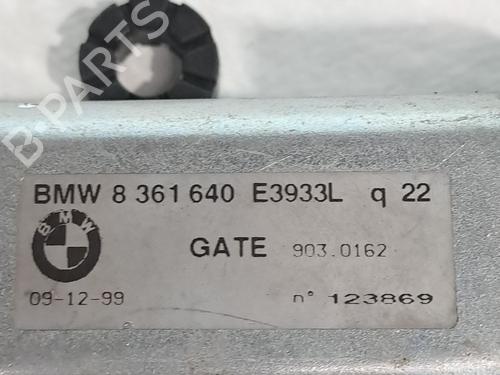 B-PARTS
BMW 8 361 640 E3933L q 22
BMW
GATE 903.0162
09-12-99 n° 123869